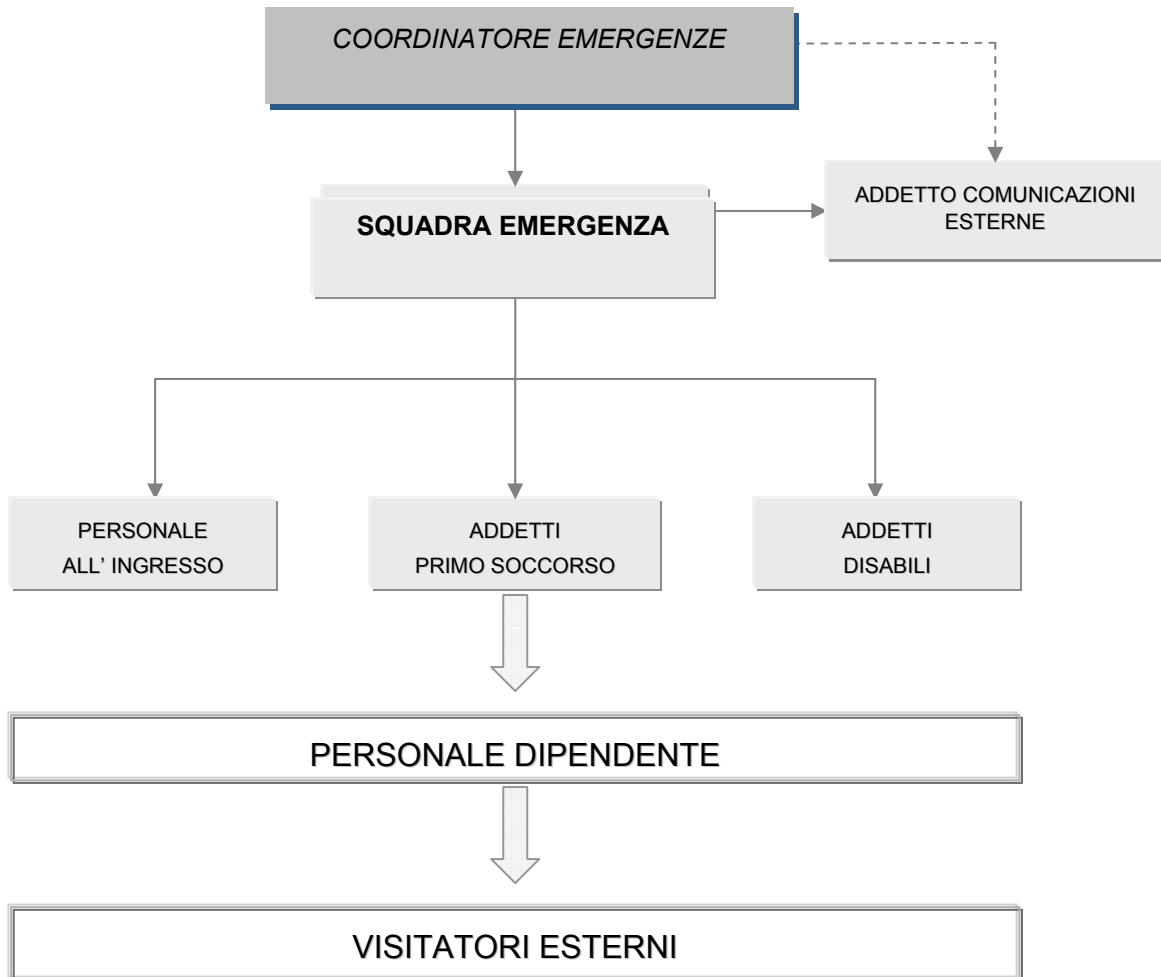 COORDINATORE EMERGENZE
ADDETTO COMUNICAZIONI
ESTERNE
SQUADRA EMERGENZA
PERSONALE
ALL' INGRESSO
ADDETTI
PRIMO SOCCORSO
ADDETTI
DISABILI
PERSONALE DIPENDENTE
VISITATORI ESTERNI